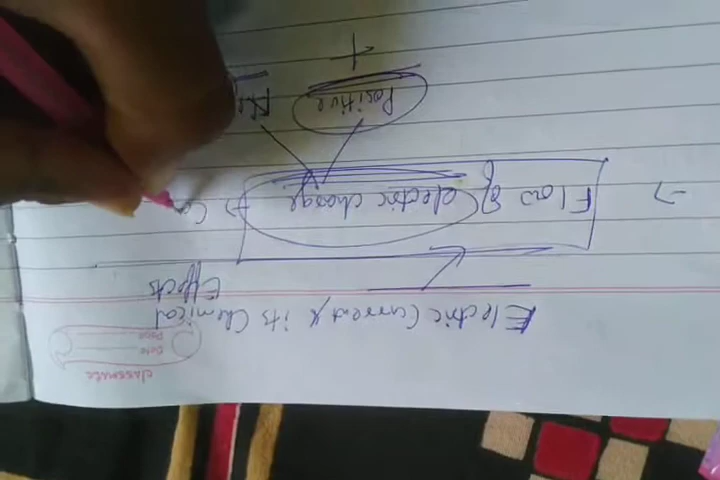 classmate
Date
Page
Electric Current & its Chemical
Effects
→ Flow of electric charge →
Positive
+